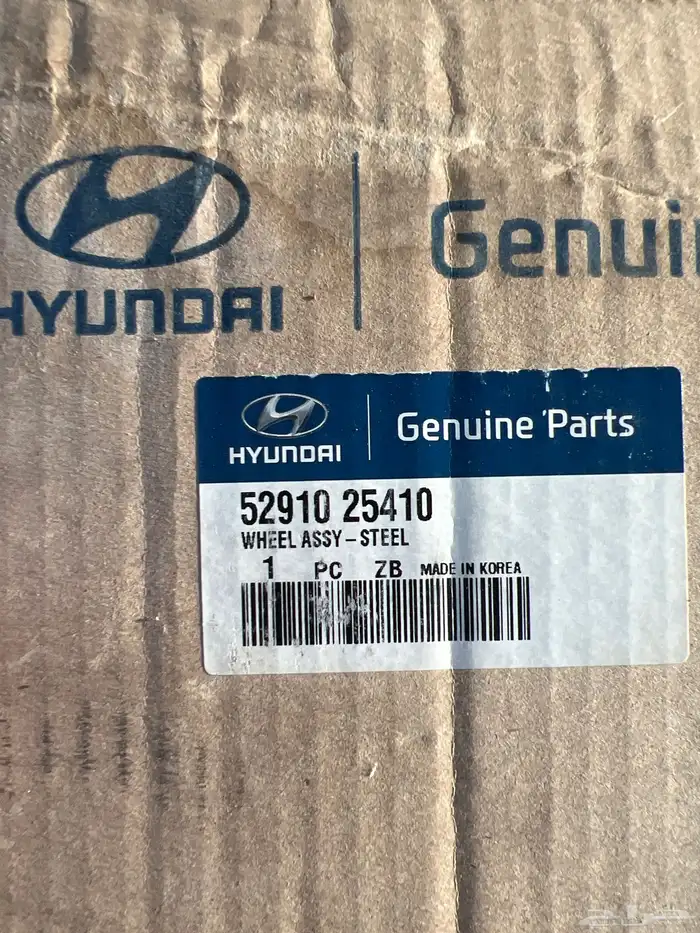 HYUNDAI
Genui
HYUNDAI
Genuine Parts
52910 25410
WHEEL ASSY-STEEL
1 PC ZB MADE IN KOREA